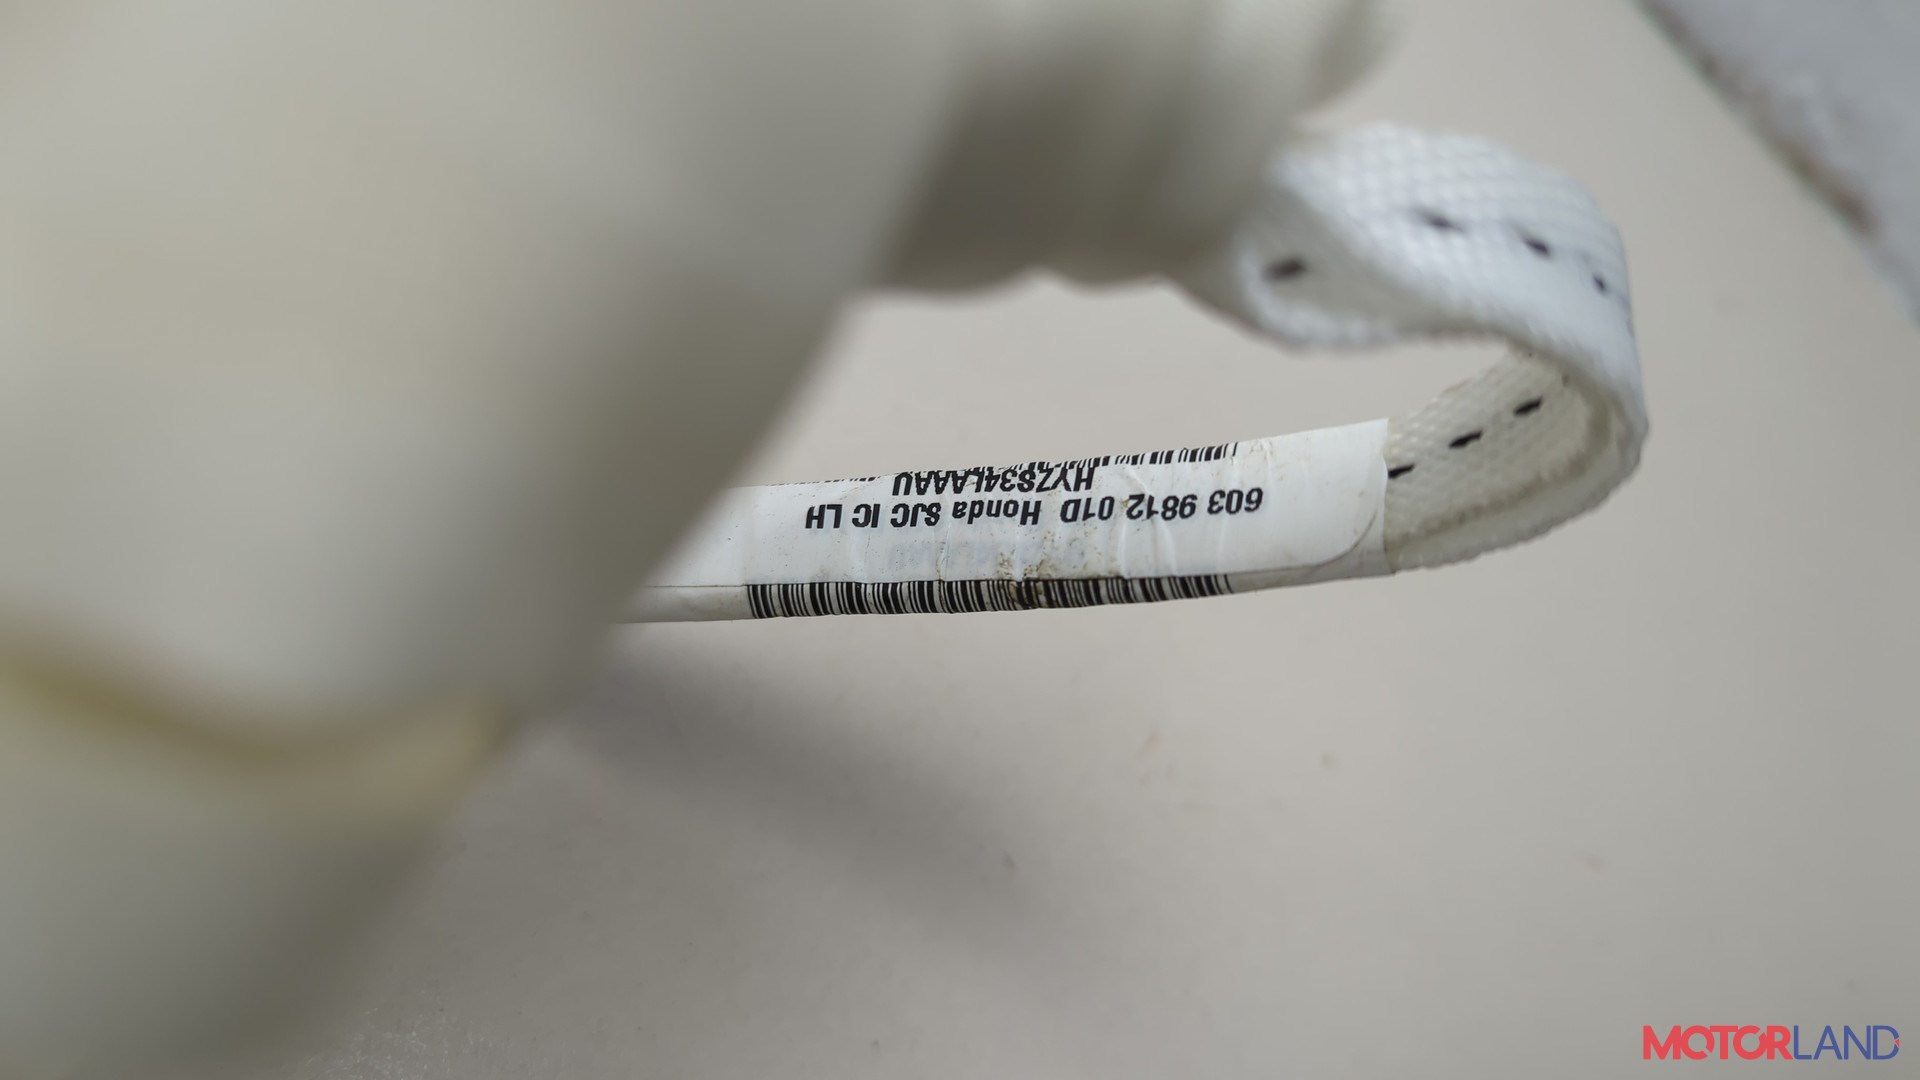 603 9812 01D Honda SJC IC LH
HYZS34LAAAU
MOTORLAND